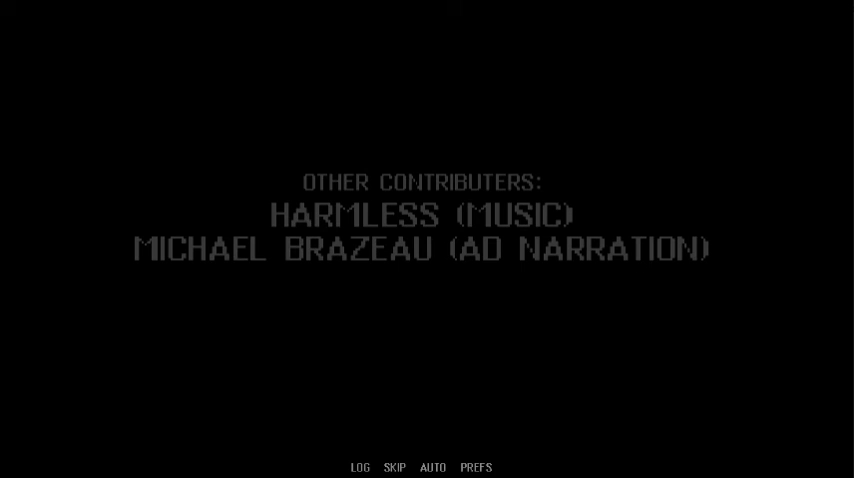 OTHER CONTRIBUTERS:
HARMLESS (MUSIC)
MICHAEL BRAZEAU (AD NARRATION)
LOG SKIP AUTO PREFS